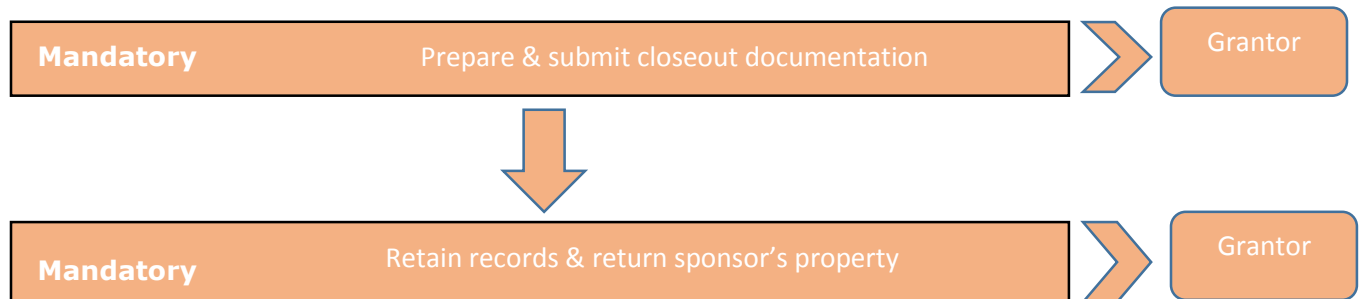 Mandatory Prepare & submit closeout documentation Grantor
Mandatory Retain records & return sponsor’s property Grantor